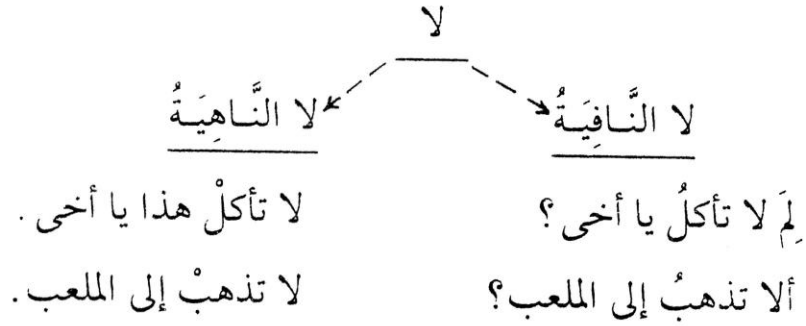 لا
لا النَّافِيَةُ
لا النَّاهِيَةُ
لِمَ لا تأكلُ يا أخى؟
لا تأكلْ هذا يا أخى.
ألا تذهبُ إلى الملعب؟
لا تذهبْ إلى الملعب.